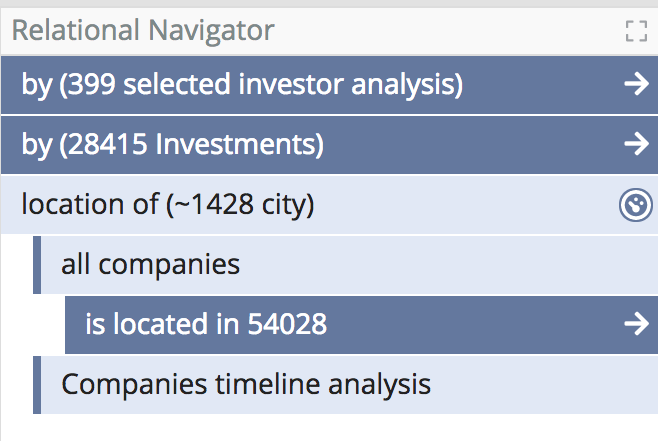 Relational Navigator
by (399 selected investor analysis)
by (28415 Investments)
location of (~1428 city)
all companies
is located in 54028
Companies timeline analysis